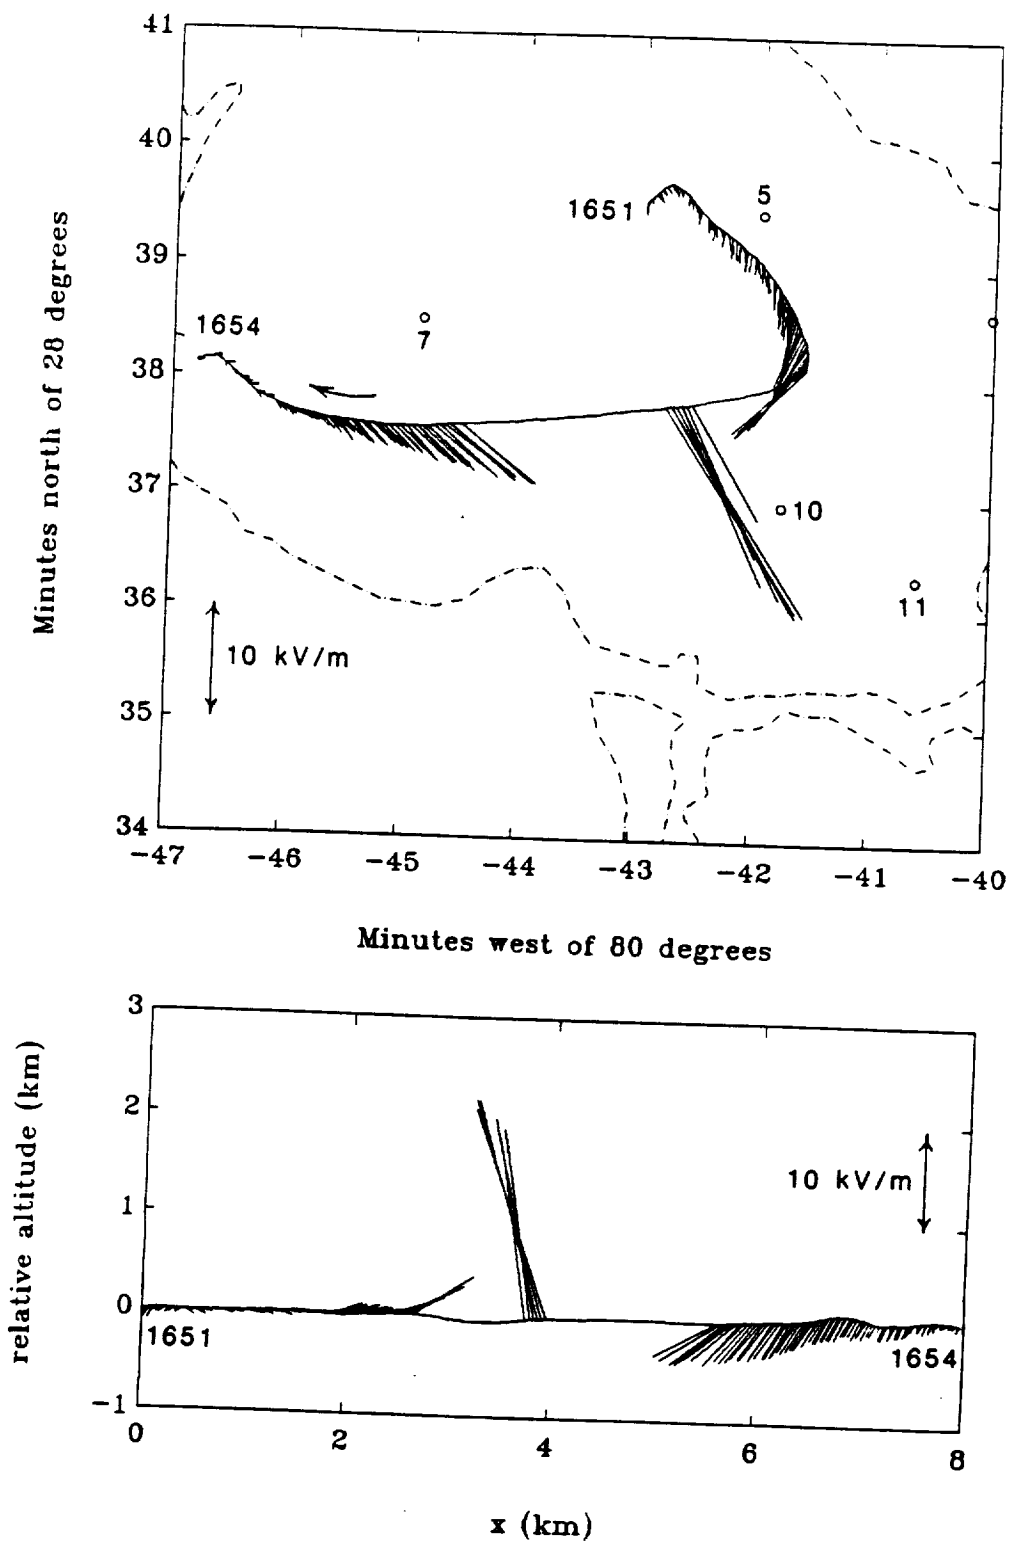 41
40
39
38
37
36
35
34
Minutes north of 28 degrees
1651
5
1654
7
10
11
10 kV/m
-47 -46 -45 -44 -43 -42 -41 -40
Minutes west of 80 degrees
3
2
1
0
-1
relative altitude (km)
10 kV/m
1651
1654
0 2 4 6 8
x (km)